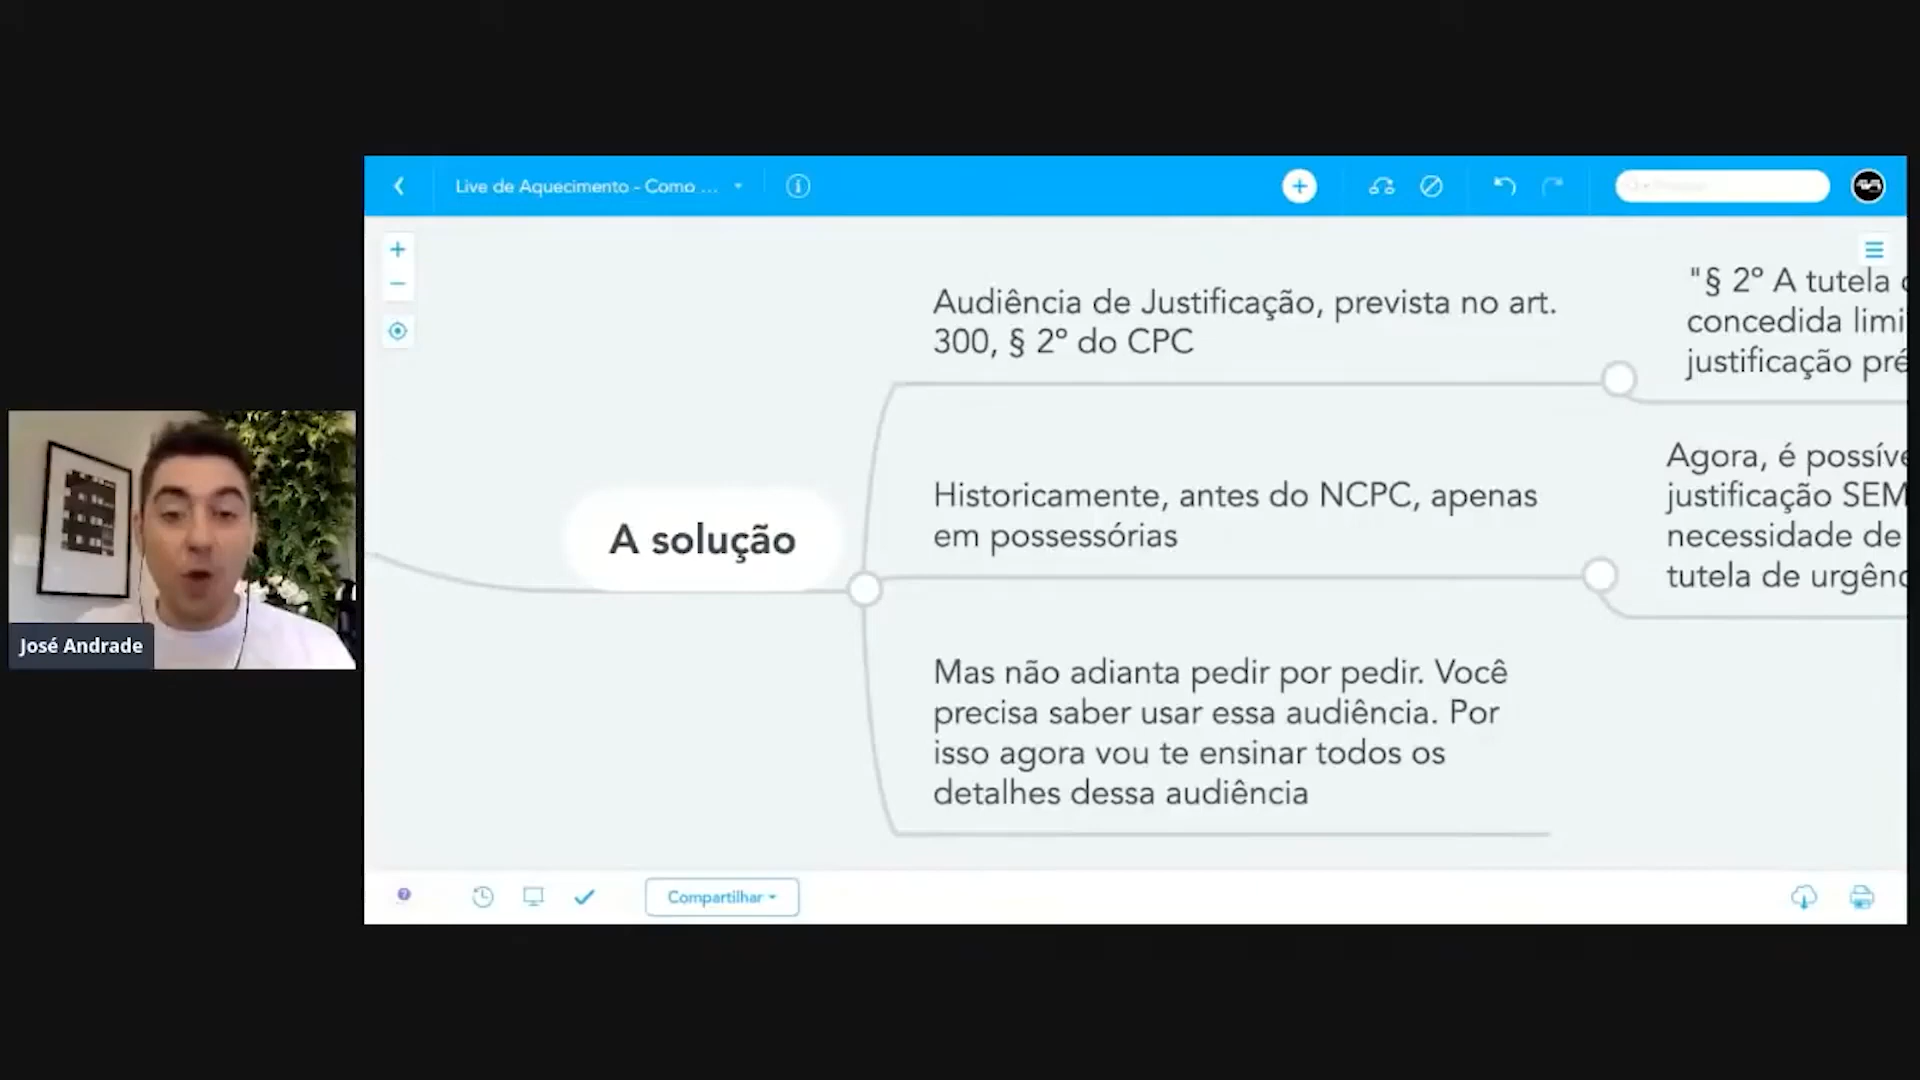 Live de Aquecimento - Como ...
"§ 2º A tutela
concedida limi
justificação pré
Audiência de Justificação, prevista no art.
300, § 2º do CPC
Agora, é possíve
justificação SEM
necessidade de
tutela de urgênc
Historicamente, antes do NCPC, apenas
em possessórias
A solução
Mas não adianta pedir por pedir. Você
precisa saber usar essa audiência. Por
isso agora vou te ensinar todos os
detalhes dessa audiência
José Andrade
Compartilhar